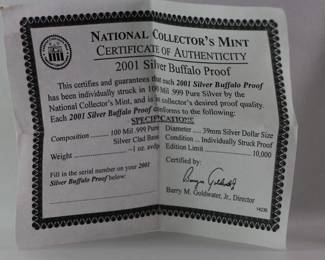 NATIONAL COLLECTOR'S MINT
CERTIFICATE OF AUTHENTICITY
2001 Silver Buffalo Proof
This certifies and guarantees that each 2001 Silver Buffalo Proof
has been individually struck in 100 Mil .999 Pure Silver by the
National Collector's Mint, and is of collector's desired proof quality.
Each 2001 Silver Buffalo Proof conforms to the following:
SPECIFICATIONS
Composition ..... 100 Mil .999 Pure
Silver Clad Base
Weight ..... ~1 oz. avdp
Fill in the serial number on your 2001
Silver Buffalo Proof below.
Diameter .... 39mm Silver Dollar Size
Condition ... Individually Struck Proof
Edition Limit ..... 10,000
Certified by:
Barry M. Goldwater, Jr., Director